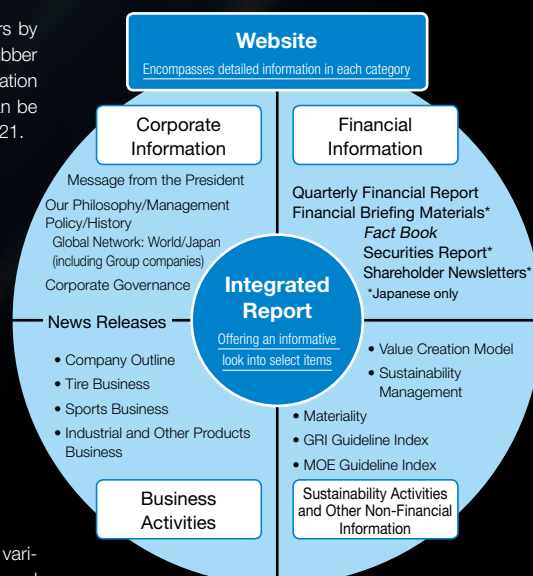 rs by
bber
ation
n be
21.
Website
Encompasses detailed information in each category
Corporate
Information
Message from the President
Our Philosophy/Management
Policy/History
Global Network: World/Japan
(including Group companies)
Corporate Governance
Financial
Information
Quarterly Financial Report
Financial Briefing Materials*
Fact Book
Securities Report*
Shareholder Newsletters*
*Japanese only
Integrated
Report
Offering an informative
look into select items
News Releases
• Company Outline
• Tire Business
• Sports Business
• Industrial and Other Products
Business
Business
Activities
• Value Creation Model
• Sustainability
Management
• Materiality
• GRI Guideline Index
• MOE Guideline Index
Sustainability Activities
and Other Non-Financial
Information
vari-